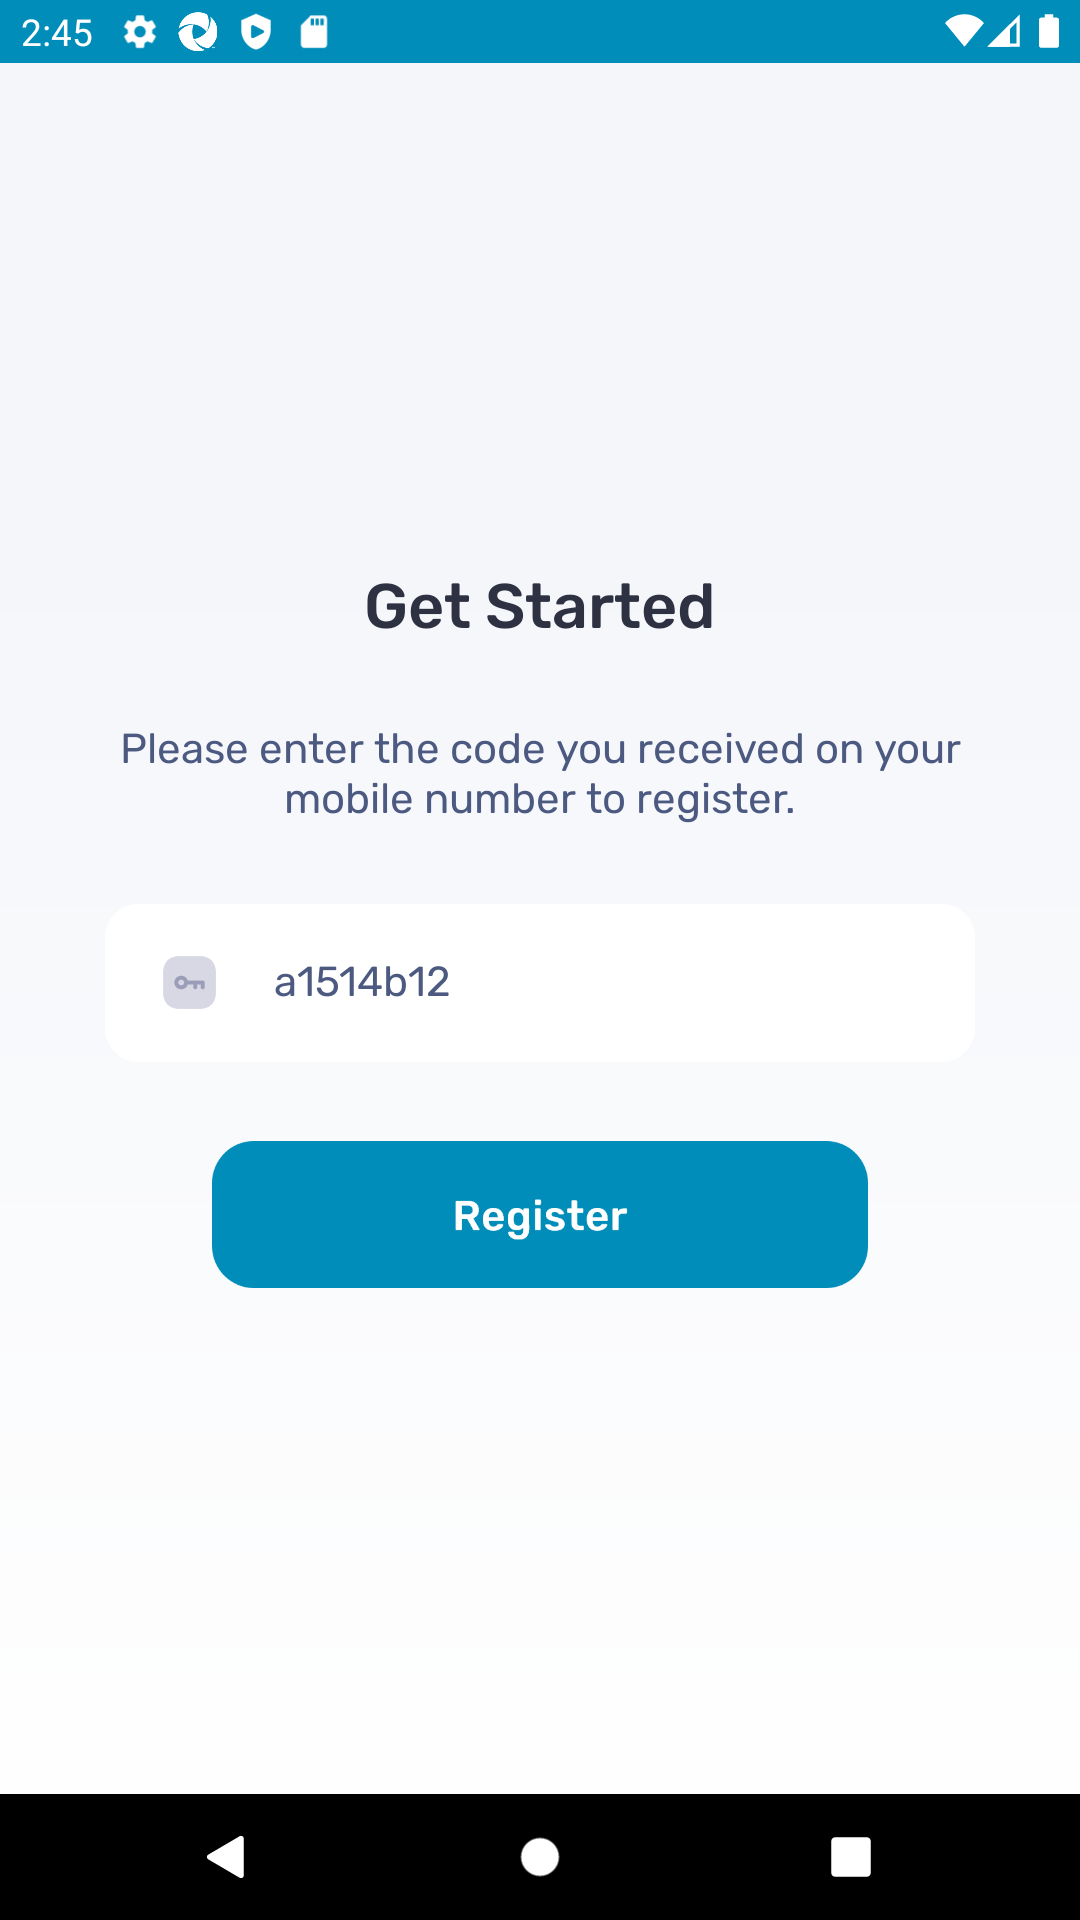 2:45
Get Started
Please enter the code you received on your
mobile number to register.
a1514b12
Register